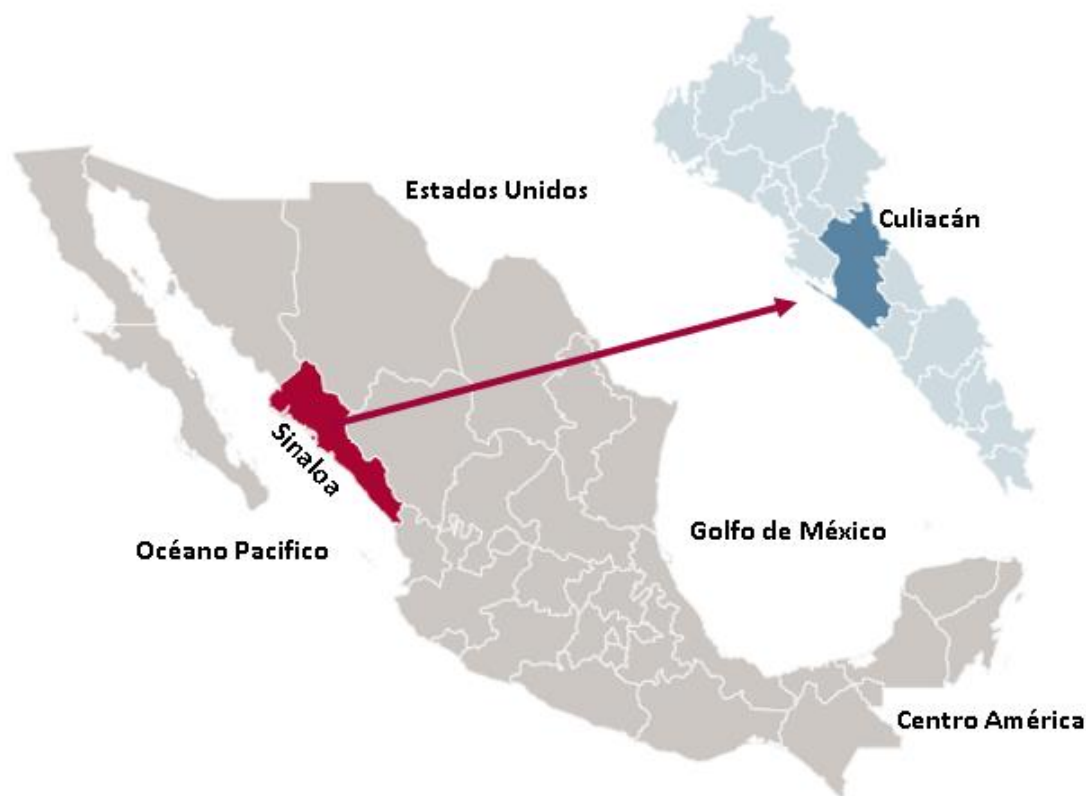 Estados Unidos
Culiacán
Sinaloa
Océano Pacifico
Golfo de México
Centro América